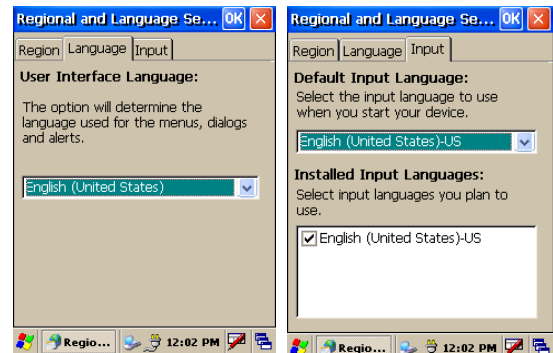 Regional and Language Se... OK
Region Language Input
User Interface Language:
The option will determine the
language used for the menus, dialogs
and alerts.
English (United States)
Regio... 12:02 PM
Regional and Language Se... OK
Region Language Input
Default Input Language:
Select the input language to use
when you start your device.
English (United States)-US
Installed Input Languages:
Select input languages you plan to
use.
English (United States)-US
Regio... 12:02 PM